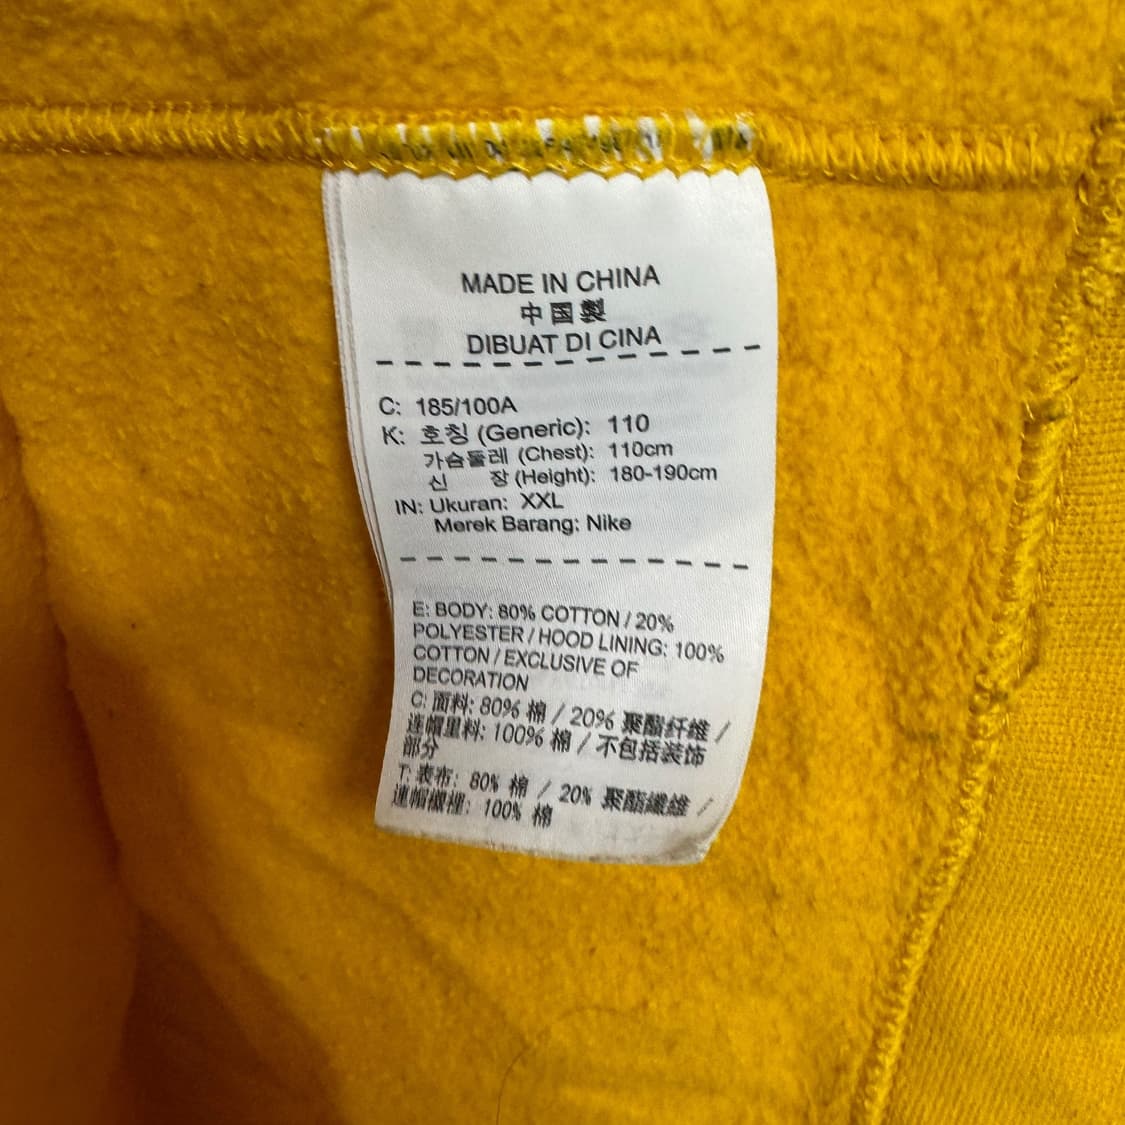 MADE IN CHINA
中国製
DIBUAT DI CINA
C: 185/100A
K: 호칭 (Generic): 110
가슴둘레 (Chest): 110cm
신 장 (Height): 180-190cm
IN: Ukuran: XXL
Merek Barang: Nike
E: BODY: 80% COTTON / 20%
POLYESTER / HOOD LINING: 100%
COTTON / EXCLUSIVE OF
DECORATION
C: 面料: 80% 棉 / 20% 聚酯纤维 /
连帽里料: 100% 棉 / 不包括装饰
部分
T: 表布: 80% 棉 / 20% 聚酯纖維 /
連帽襯裡: 100% 棉